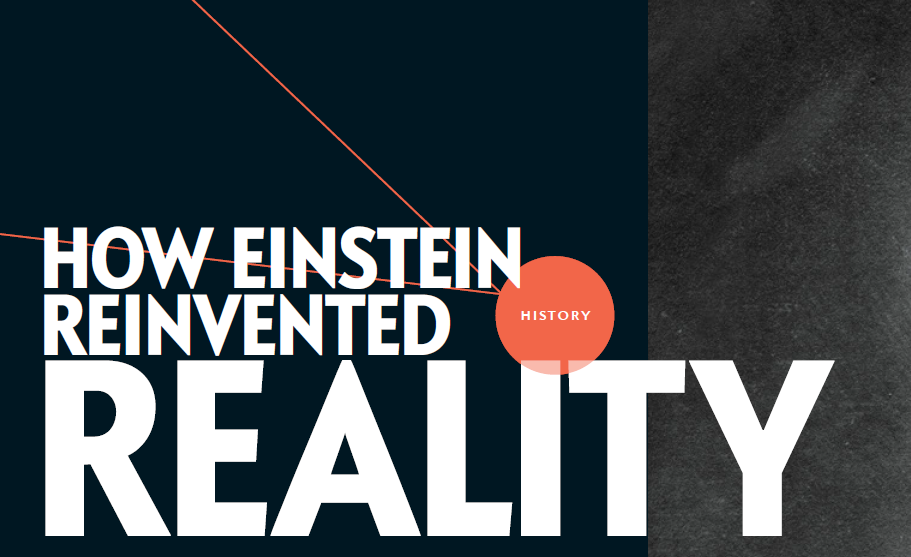 HOW EINSTEIN
REINVENTED
HISTORY
REALITY